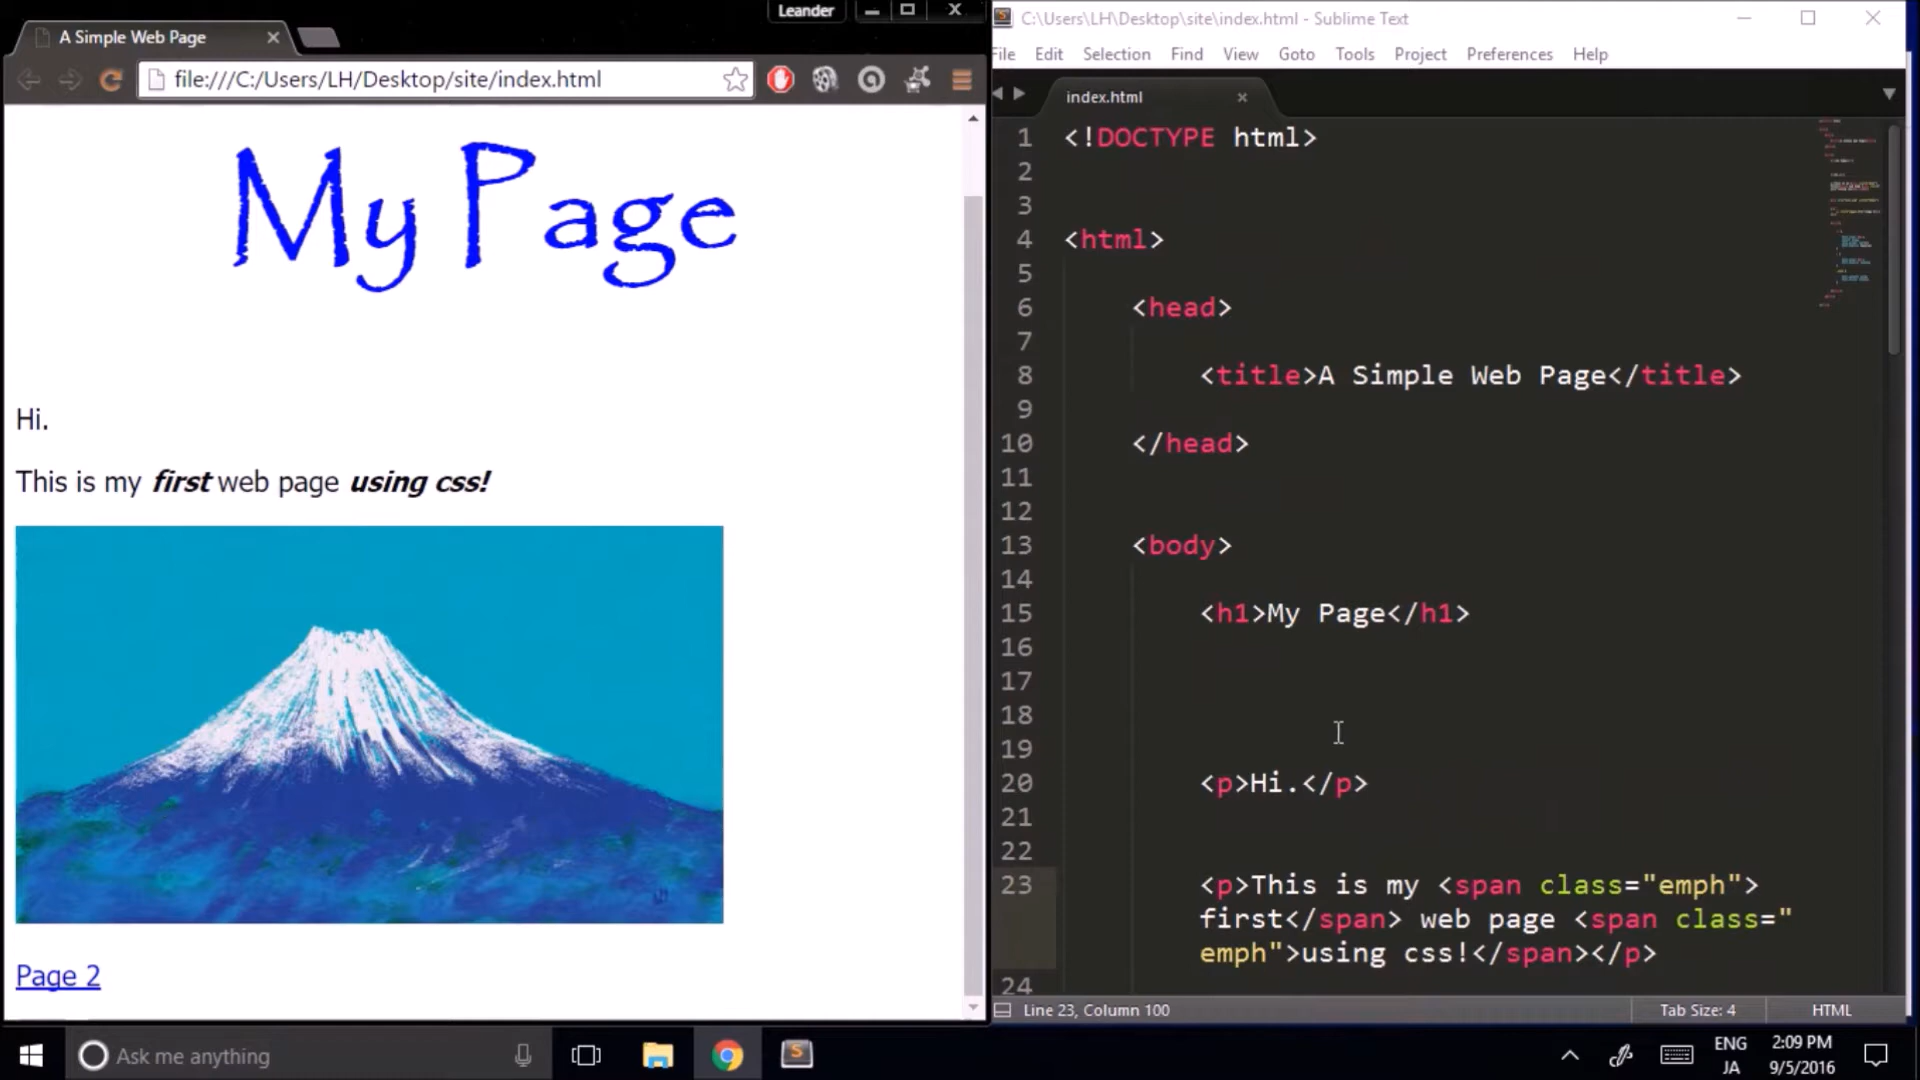 Leander
A Simple Web Page
file:///C:/Users/LH/Desktop/site/index.html
My Page
Hi.
This is my first web page using css!
Page 2
C:\Users\LH\Desktop\site\index.html - Sublime Text
File Edit Selection Find View Goto Tools Project Preferences Help
index.html
1 <!DOCTYPE html>
2
3
4 <html>
5
6 <head>
7
8 <title>A Simple Web Page</title>
9
10 </head>
11
12
13 <body>
14
15 <h1>My Page</h1>
16
17
18
19
20 <p>Hi.</p>
21
22
23 <p>This is my <span class="emph">
first</span> web page <span class="
emph">using css!</span></p>
24
Line 23, Column 100 Tab Size: 4 HTML
Ask me anything
ENG
JA
2:09 PM
9/5/2016